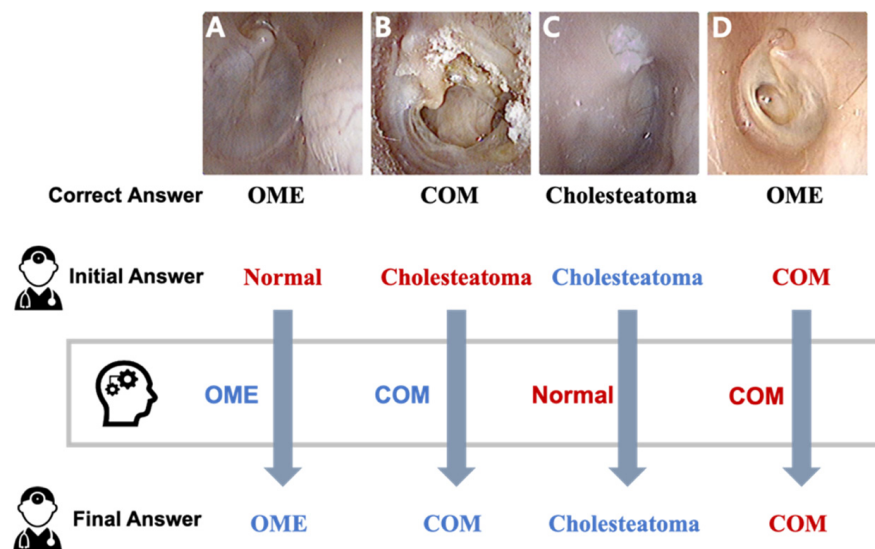 A B C D
Correct Answer OME COM Cholesteatoma OME
Initial Answer Normal Cholesteatoma Cholesteatoma COM
OME COM Normal COM
Final Answer OME COM Cholesteatoma COM